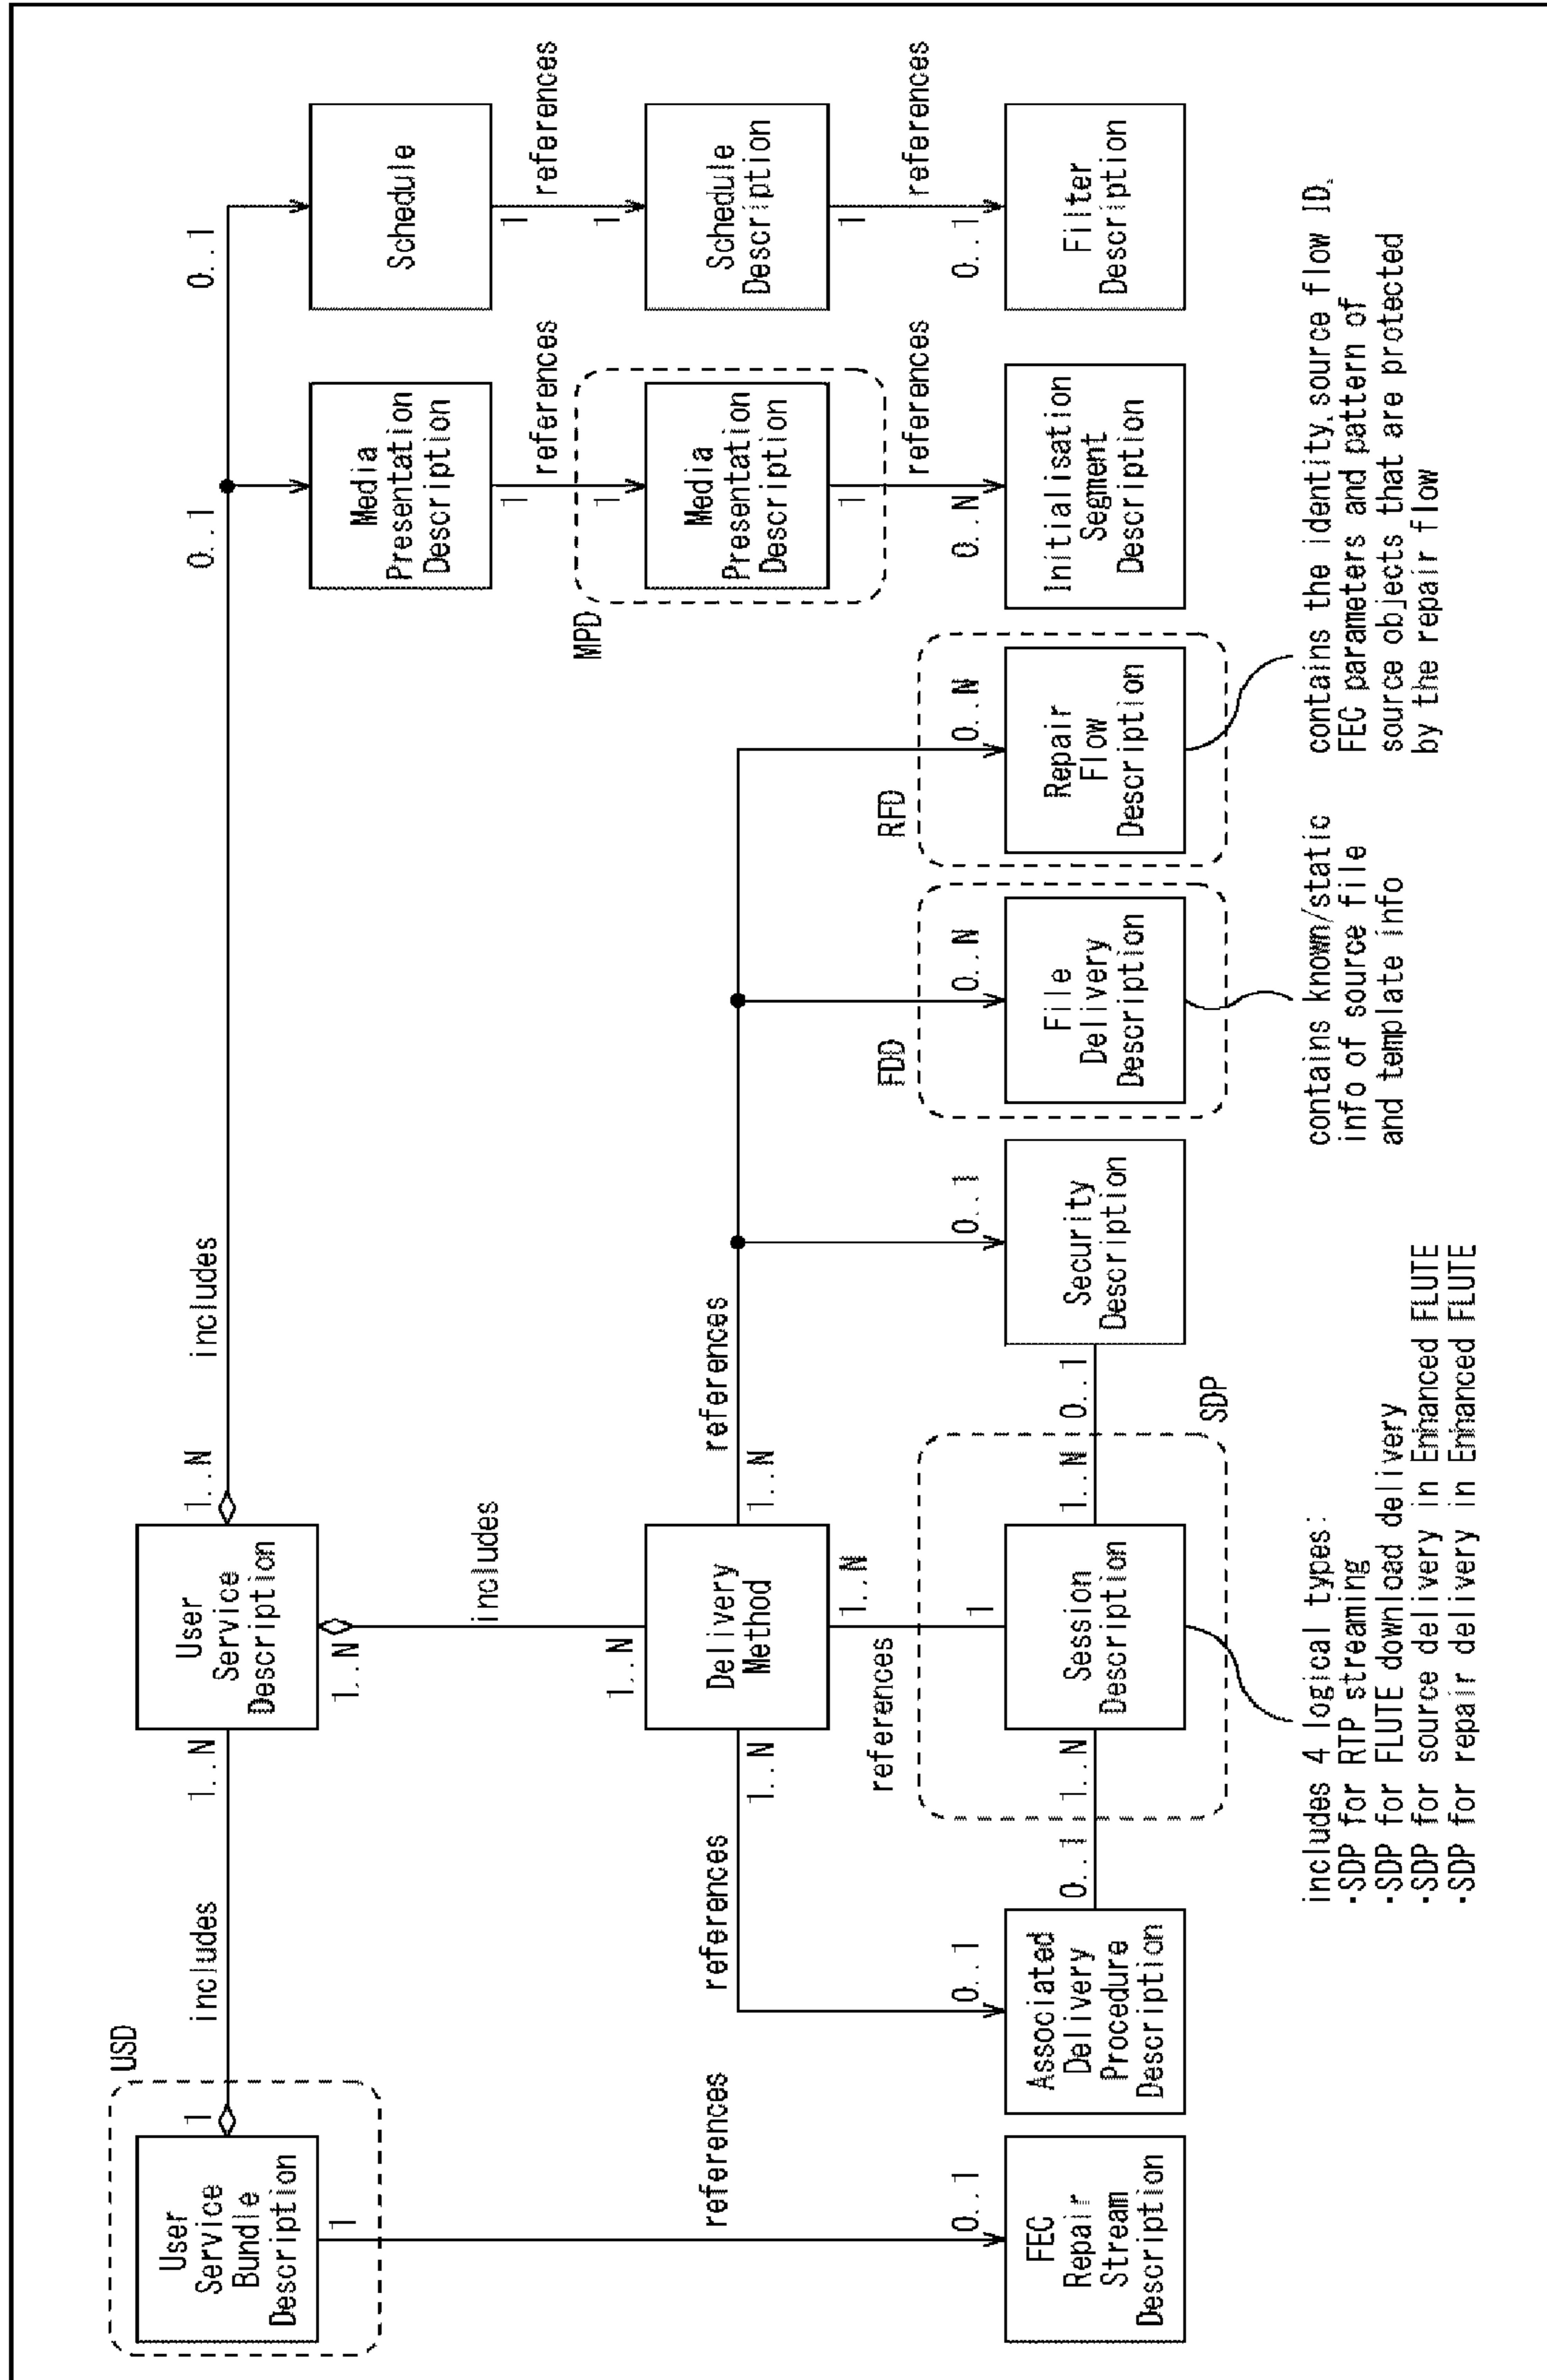 USD
User
Service
Bundle
Description
1
1
includes
1..N
User
Service
Description
1..N
1..N
includes
0..1
0..1
includes
1..N
Media
Presentation
Description
1
references
1
MPD
Media
Presentation
Description
1
references
0..N
Initialisation
Segment
Description
Schedule
1
references
1
Schedule
Description
1
references
0..1
Filter
Description
Delivery
Method
references
0..1
FEC
Repair
Stream
Description
references
1..N
0..1
Associated
Delivery
Procedure
Description
0..1
1..N
references
1..N
1
Session
Description
SDP
1..N
0..1
references
1..N
0..1
Security
Description
FDD
0..N
File
Delivery
Description
RFD
0..N
Repair
Flow
Description
includes 4 logical types:
·SDP for RTP streaming
·SDP for FLUTE download delivery
·SDP for source delivery in Enhanced FLUTE
·SDP for repair delivery in Enhanced FLUTE
contains known/static
info of source file
and template info
contains the identity,source flow ID,
FEC parameters and pattern of
source objects that are protected
by the repair flow